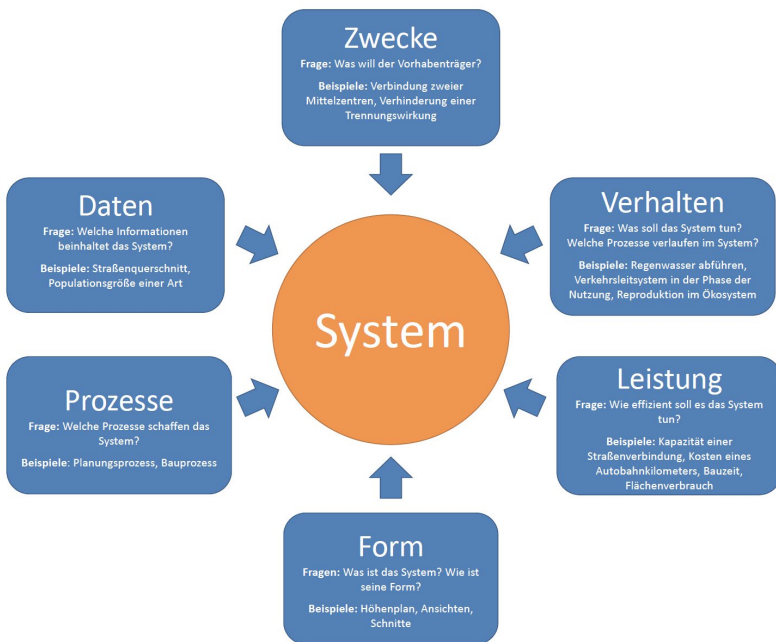 Zwecke
Frage: Was will der Vorhabenträger?
Beispiele: Verbindung zweier
Mittelzentren, Verhinderung einer
Trennungswirkung
Daten
Frage: Welche Informationen
beinhaltet das System?
Beispiele: Straßenquerschnitt,
Populationsgröße einer Art
Verhalten
Frage: Was soll das System tun?
Welche Prozesse verlaufen im System?
Beispiele: Regenwasser abführen,
Verkehrsleitsystem in der Phase der
Nutzung, Reproduktion im Ökosystem
System
Prozesse
Frage: Welche Prozesse schaffen das
System?
Beispiele: Planungsprozess, Bauprozess
Leistung
Frage: Wie effizient soll es das System
tun?
Beispiele: Kapazität einer
Straßenverbindung, Kosten eines
Autobahnkilometers, Bauzeit,
Flächenverbrauch
Form
Fragen: Was ist das System? Wie ist
seine Form?
Beispiele: Höhenplan, Ansichten,
Schnitte